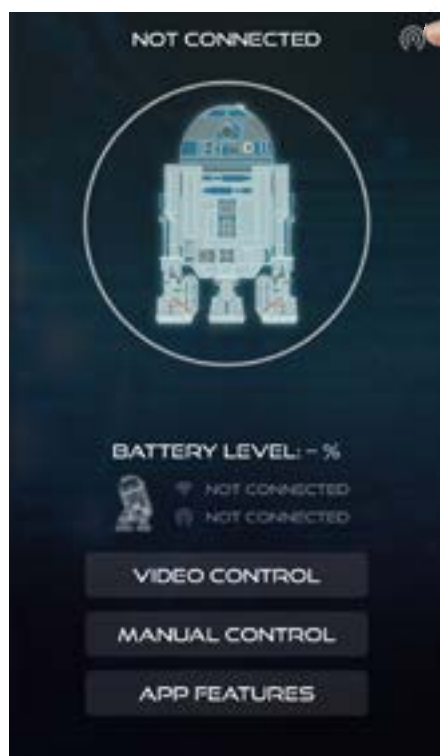 NOT CONNECTED
BATTERY LEVEL: - %
NOT CONNECTED
NOT CONNECTED
VIDEO CONTROL
MANUAL CONTROL
APP FEATURES